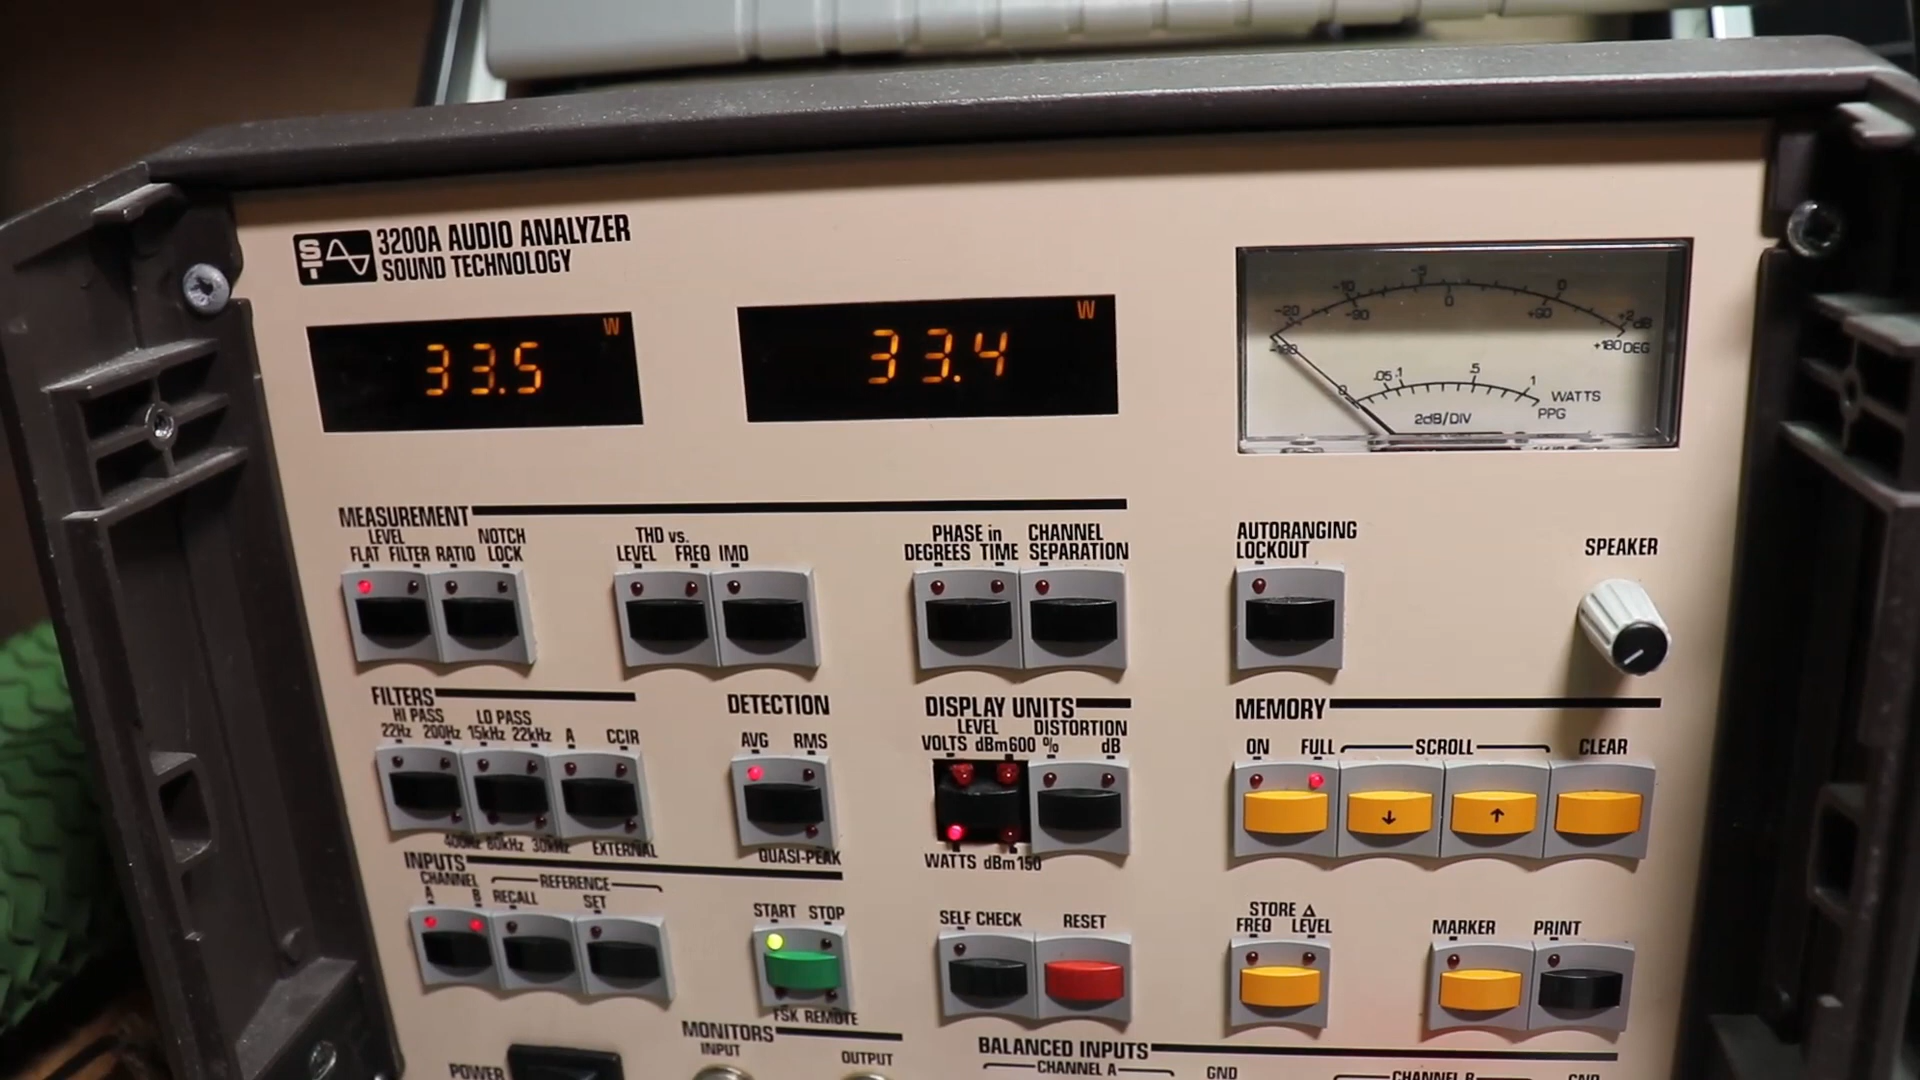 ST 3200A AUDIO ANALYZER
SOUND TECHNOLOGY
W
33.5
W
33.4
-20 -10 -5 0 +2 dB
-180 -90 0 +90 +180 DEG
0 .05 .1 .5 1 WATTS
PPG
2dB/DIV
MEASUREMENT
LEVEL NOTCH
FLAT FILTER RATIO LOCK
THD vs.
LEVEL FREQ IMD
PHASE in CHANNEL
DEGREES TIME SEPARATION
AUTORANGING
LOCKOUT
SPEAKER
FILTERS
HI PASS LO PASS
22Hz 200Hz 15kHz 22kHz A CCIR
400Hz 80kHz 30kHz EXTERNAL
DETECTION
AVG RMS
QUASI-PEAK
DISPLAY UNITS
LEVEL DISTORTION
VOLTS dBm600 % dB
WATTS dBm150
MEMORY
ON FULL SCROLL CLEAR
↓ ↑
INPUTS
CHANNEL REFERENCE
A B RECALL SET
START STOP
FSK REMOTE
SELF CHECK RESET
STORE Δ
FREQ LEVEL
MARKER PRINT
POWER
MONITORS
INPUT OUTPUT
BALANCED INPUTS
CHANNEL A GND CHANNEL B GND